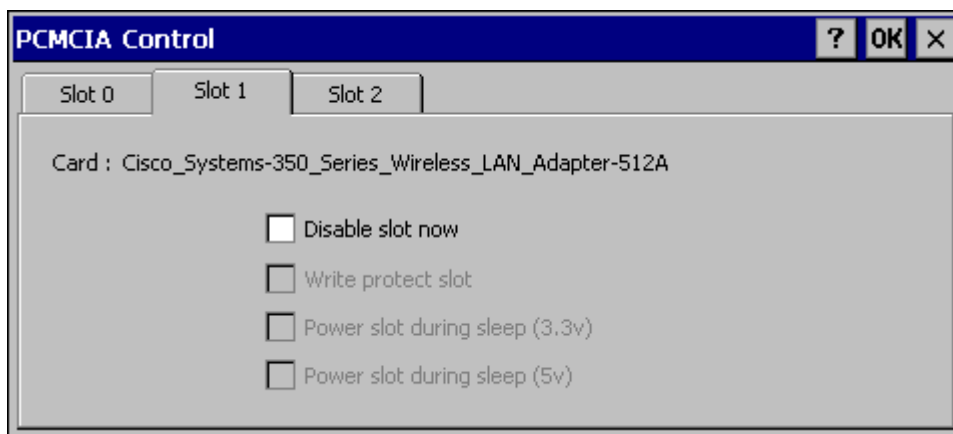 PCMCIA Control ? OK ×
Slot 0 Slot 1 Slot 2
Card : Cisco_Systems-350_Series_Wireless_LAN_Adapter-512A
Disable slot now
Write protect slot
Power slot during sleep (3.3v)
Power slot during sleep (5v)